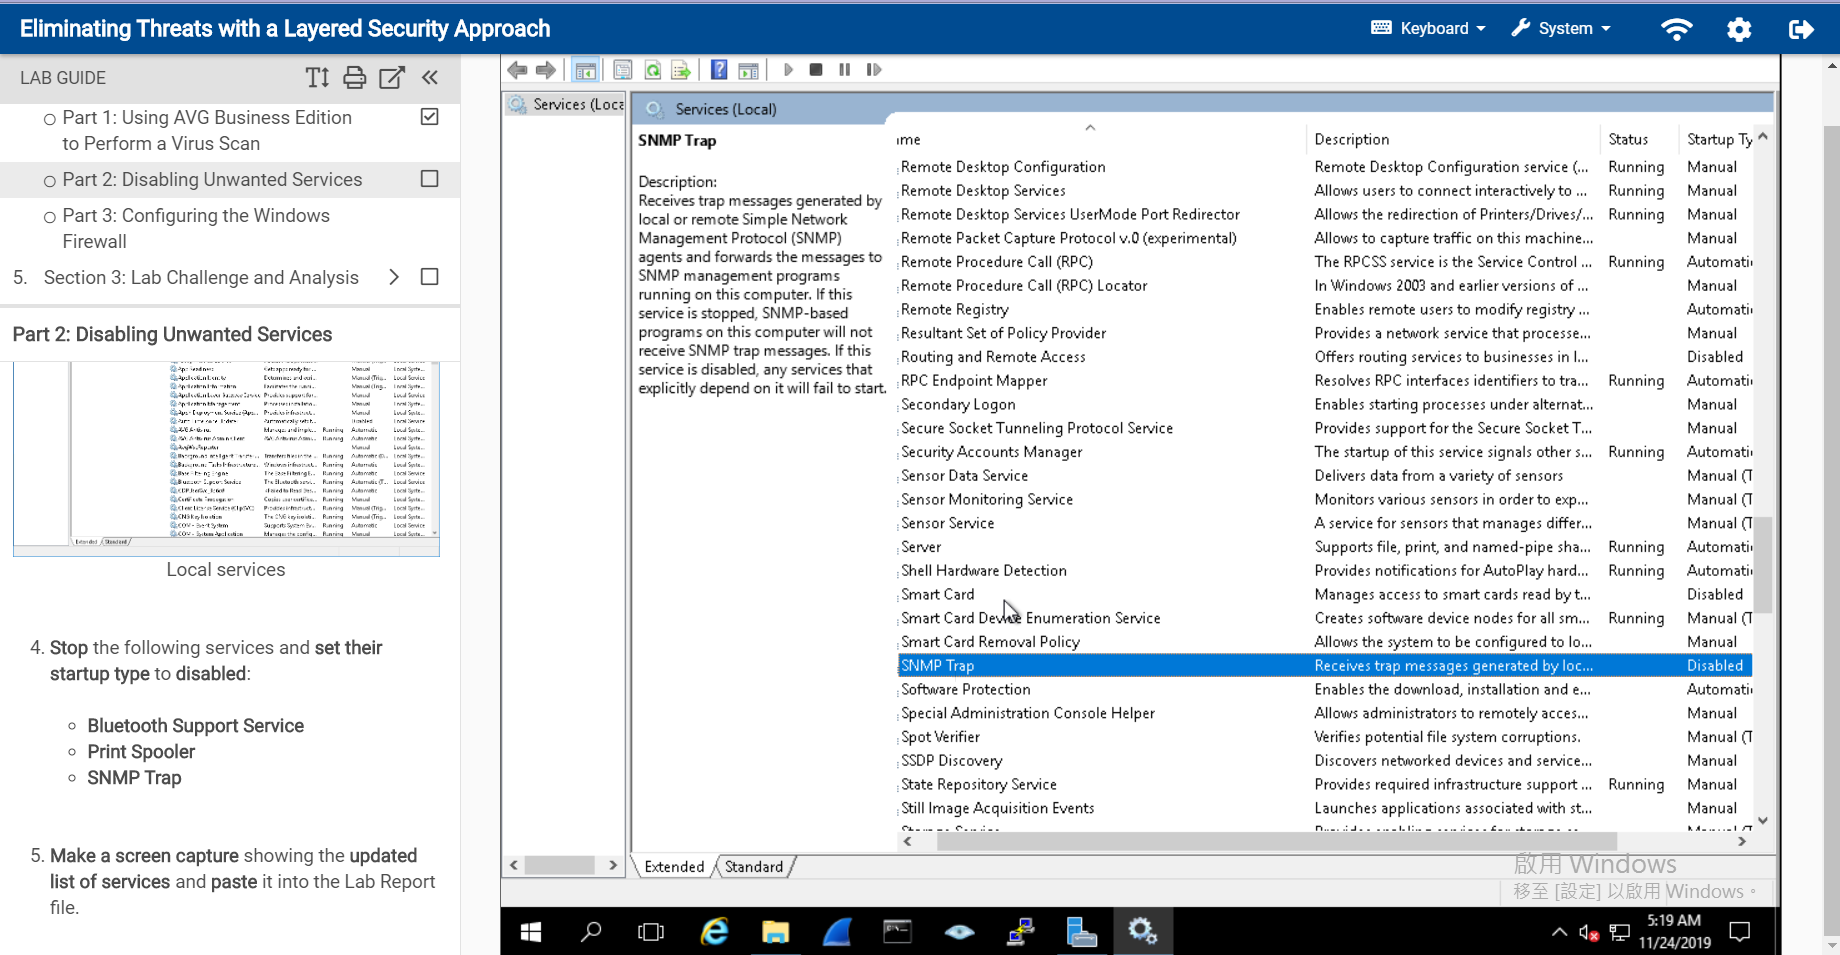 Eliminating Threats with a Layered Security Approach
Keyboard
System
LAB GUIDE
Part 1: Using AVG Business Edition
to Perform a Virus Scan
Part 2: Disabling Unwanted Services
Part 3: Configuring the Windows
Firewall
5. Section 3: Lab Challenge and Analysis
Part 2: Disabling Unwanted Services
Local services
4. Stop the following services and set their
startup type to disabled:
Bluetooth Support Service
Print Spooler
SNMP Trap
5. Make a screen capture showing the updated
list of services and paste it into the Lab Report
file.
Services (Loca
Services (Local)
SNMP Trap
Description:
Receives trap messages generated by
local or remote Simple Network
Management Protocol (SNMP)
agents and forwards the messages to
SNMP management programs
running on this computer. If this
service is stopped, SNMP-based
programs on this computer will not
receive SNMP trap messages. If this
service is disabled, any services that
explicitly depend on it will fail to start.
me Description Status Startup Ty
Remote Desktop Configuration Remote Desktop Configuration service (... Running Manual
Remote Desktop Services Allows users to connect interactively to ... Running Manual
Remote Desktop Services UserMode Port Redirector Allows the redirection of Printers/Drives/... Running Manual
Remote Packet Capture Protocol v.0 (experimental) Allows to capture traffic on this machine... Manual
Remote Procedure Call (RPC) The RPCSS service is the Service Control ... Running Automati
Remote Procedure Call (RPC) Locator In Windows 2003 and earlier versions of ... Manual
Remote Registry Enables remote users to modify registry ... Automati
Resultant Set of Policy Provider Provides a network service that processe... Manual
Routing and Remote Access Offers routing services to businesses in l... Disabled
RPC Endpoint Mapper Resolves RPC interfaces identifiers to tra... Running Automati
Secondary Logon Enables starting processes under alternat... Manual
Secure Socket Tunneling Protocol Service Provides support for the Secure Socket T... Manual
Security Accounts Manager The startup of this service signals other s... Running Automati
Sensor Data Service Delivers data from a variety of sensors Manual (T
Sensor Monitoring Service Monitors various sensors in order to exp... Manual (T
Sensor Service A service for sensors that manages differ... Manual (T
Server Supports file, print, and named-pipe sha... Running Automati
Shell Hardware Detection Provides notifications for AutoPlay hard... Running Automati
Smart Card Manages access to smart cards read by t... Disabled
Smart Card Device Enumeration Service Creates software device nodes for all sm... Running Manual (T
Smart Card Removal Policy Allows the system to be configured to lo... Manual
SNMP Trap Receives trap messages generated by loc... Disabled
Software Protection Enables the download, installation and e... Automati
Special Administration Console Helper Allows administrators to remotely acces... Manual
Spot Verifier Verifies potential file system corruptions. Manual (T
SSDP Discovery Discovers networked devices and service... Manual
State Repository Service Provides required infrastructure support ... Running Manual
Still Image Acquisition Events Launches applications associated with st... Manual
Extended Standard
啟用 Windows
移至 [設定] 以啟用 Windows。
5:19 AM
11/24/2019